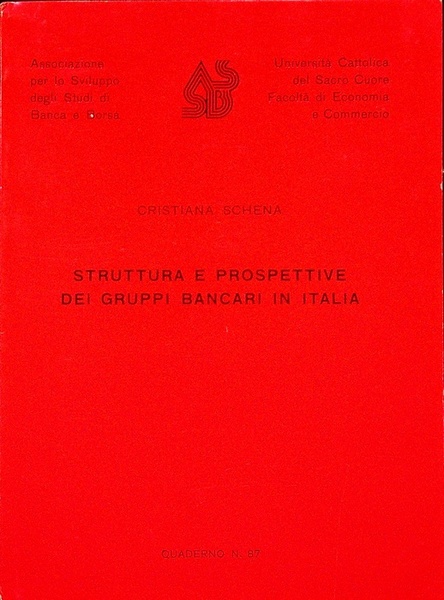 Associazione
per lo Sviluppo
degli Studi di
Banca e Borsa
ASSBB
Università Cattolica
del Sacro Cuore
Facoltà di Economia
e Commercio
CRISTIANA SCHENA
STRUTTURA E PROSPETTIVE
DEI GRUPPI BANCARI IN ITALIA
QUADERNO N. 87